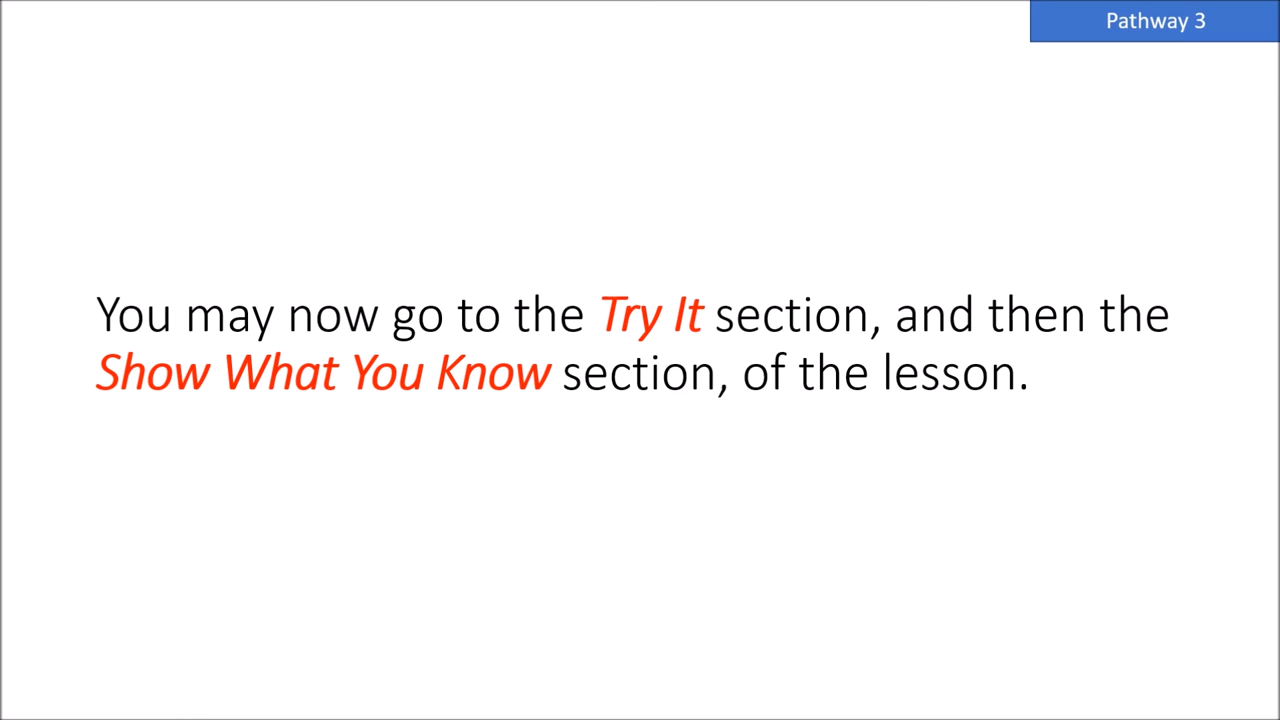 Pathway 3
You may now go to the Try It section, and then the
Show What You Know section, of the lesson.